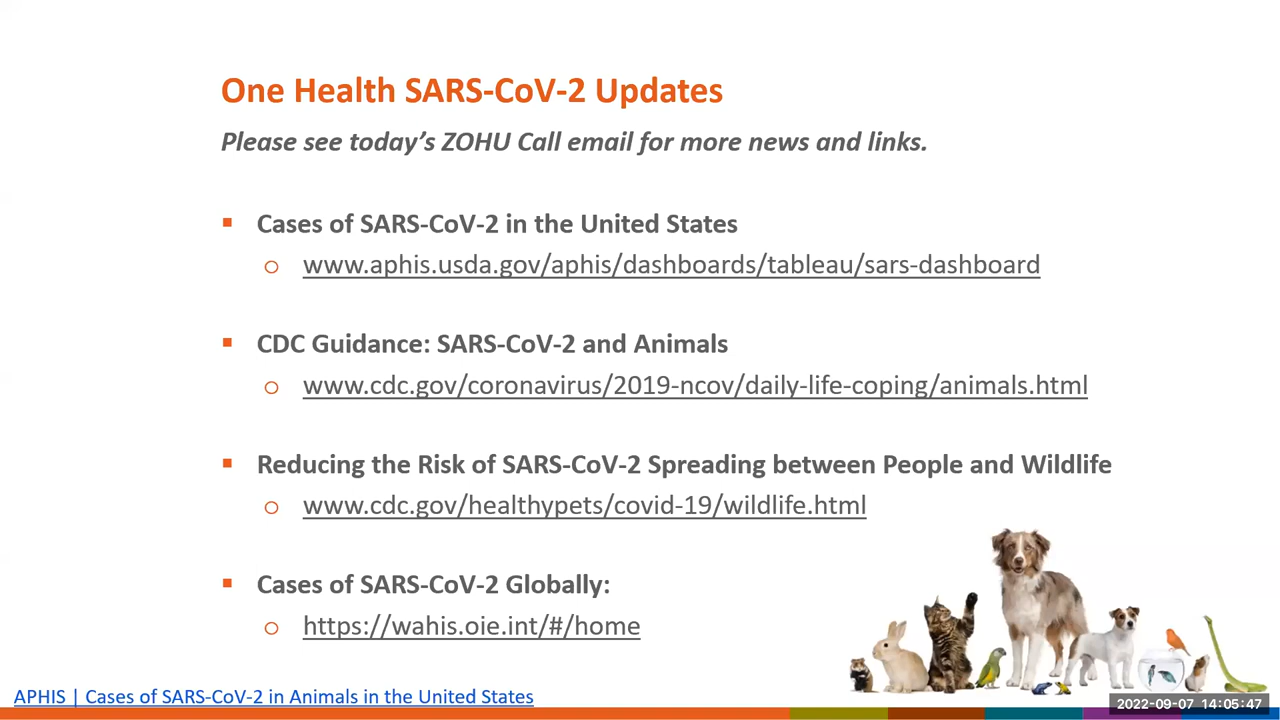 One Health SARS-CoV-2 Updates
Please see today's ZOHU Call email for more news and links.
▪ Cases of SARS-CoV-2 in the United States
o www.aphis.usda.gov/aphis/dashboards/tableau/sars-dashboard
▪ CDC Guidance: SARS-CoV-2 and Animals
o www.cdc.gov/coronavirus/2019-ncov/daily-life-coping/animals.html
▪ Reducing the Risk of SARS-CoV-2 Spreading between People and Wildlife
o www.cdc.gov/healthypets/covid-19/wildlife.html
▪ Cases of SARS-CoV-2 Globally:
o https://wahis.oie.int/#/home
APHIS | Cases of SARS-CoV-2 in Animals in the United States
2022-09-07 14:05:47